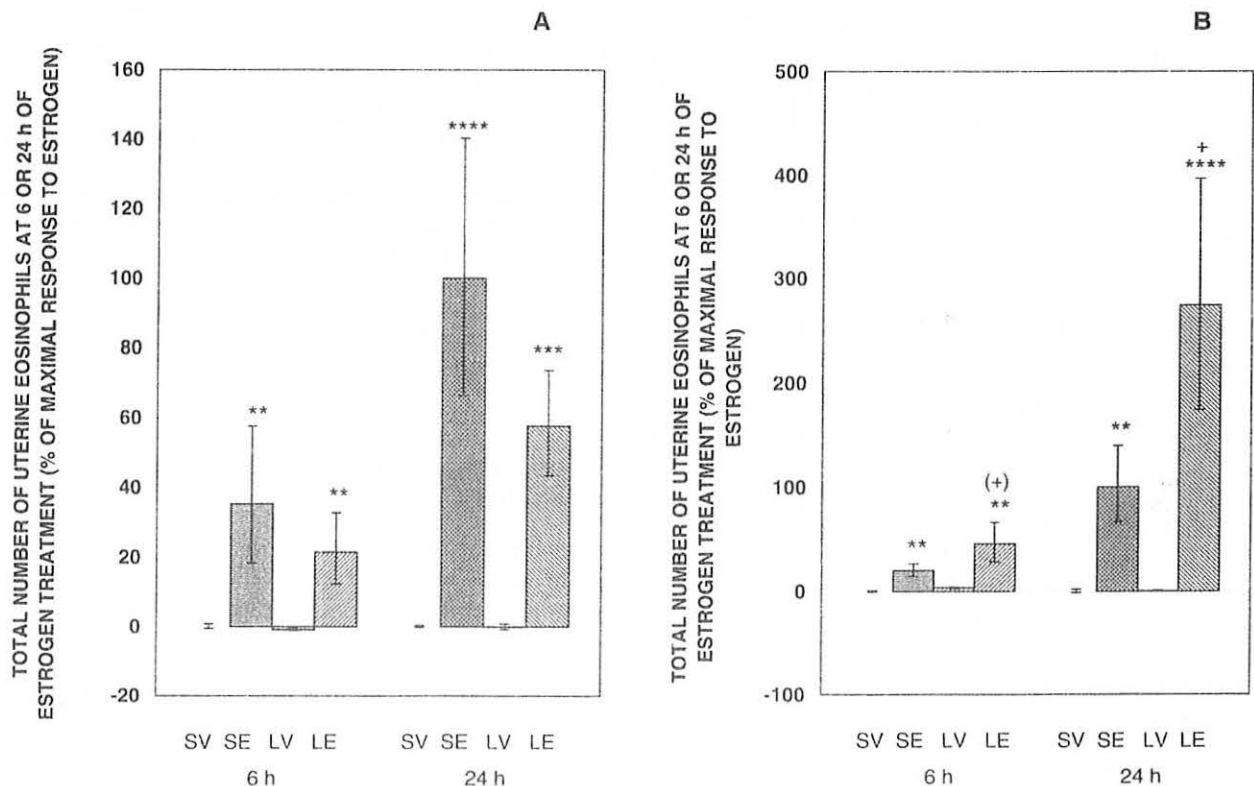 A
TOTAL NUMBER OF UTERINE EOSINOPHILS AT 6 OR 24 h OF
ESTROGEN TREATMENT (% OF MAXIMAL RESPONSE TO ESTROGEN)
160
140
120
100
80
60
40
20
0
-20
**
**
****
***
SV SE LV LE
SV SE LV LE
6 h
24 h
B
TOTAL NUMBER OF UTERINE EOSINOPHILS AT 6 OR 24 h OF
ESTROGEN TREATMENT (% OF MAXIMAL RESPONSE TO
ESTROGEN)
500
400
300
200
100
0
-100
**
(+)
**
**
+
****
SV SE LV LE
SV SE LV LE
6 h
24 h